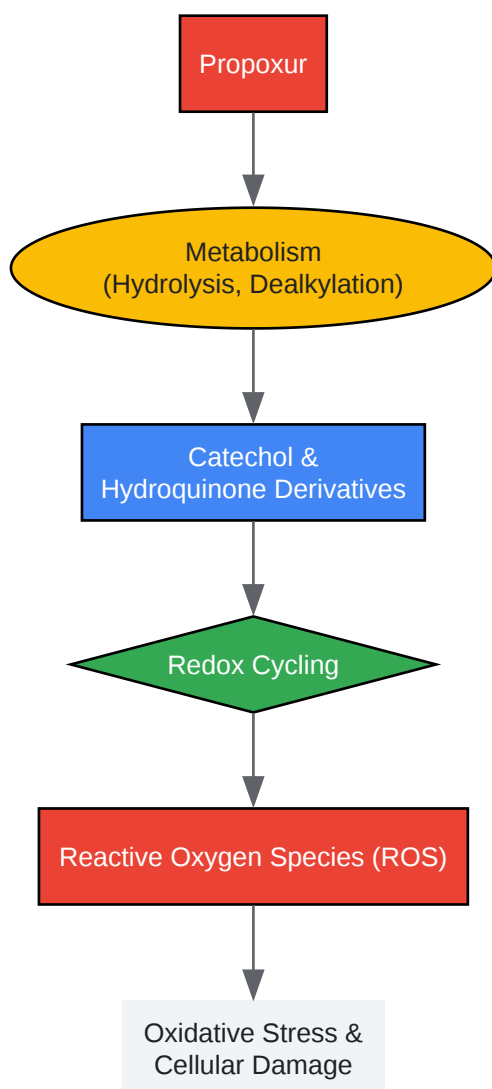 Propoxur
Metabolism
(Hydrolysis, Dealkylation)
Catechol &
Hydroquinone Derivatives
Redox Cycling
Reactive Oxygen Species (ROS)
Oxidative Stress &
Cellular Damage